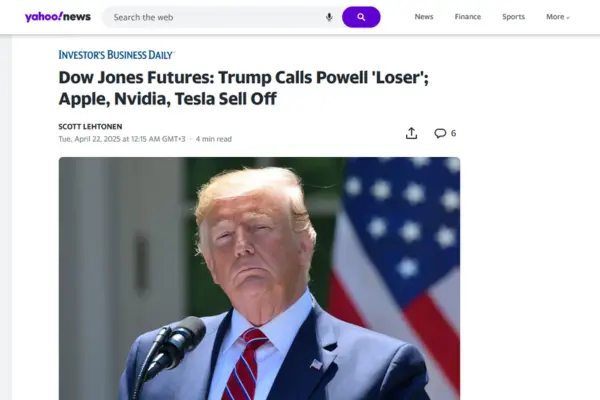 yahoo!news
Search the web
News
Finance
Sports
More
INVESTOR'S BUSINESS DAILY
Dow Jones Futures: Trump Calls Powell 'Loser';
Apple, Nvidia, Tesla Sell Off
SCOTT LEHTONEN
Tue, April 22, 2025 at 12:15 AM GMT+3 · 4 min read
6